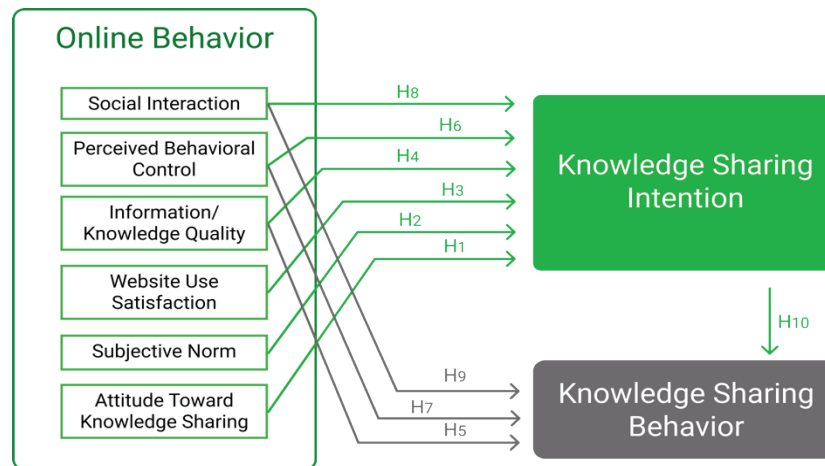 Online Behavior
Social Interaction
Perceived Behavioral
Control
Information/
Knowledge Quality
Website Use
Satisfaction
Subjective Norm
Attitude Toward
Knowledge Sharing
H8
H6
H4
H3
H2
H1
H9
H7
H5
Knowledge Sharing
Intention
H10
Knowledge Sharing
Behavior